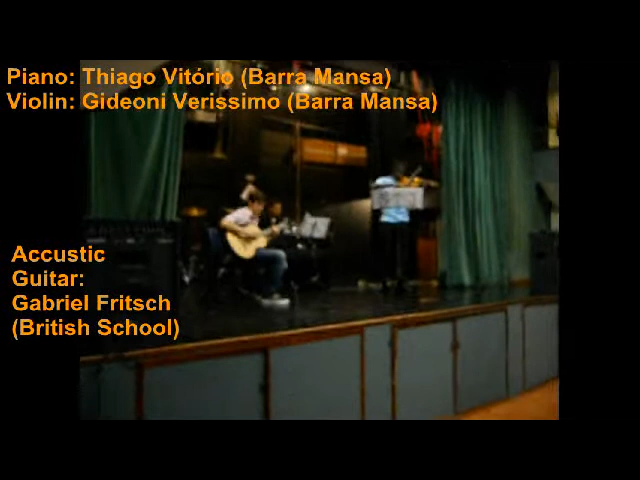 Piano: Thiago Vitório (Barra Mansa)
Violin: Gideoni Verissimo (Barra Mansa)
Accustic
Guitar:
Gabriel Fritsch
(British School)